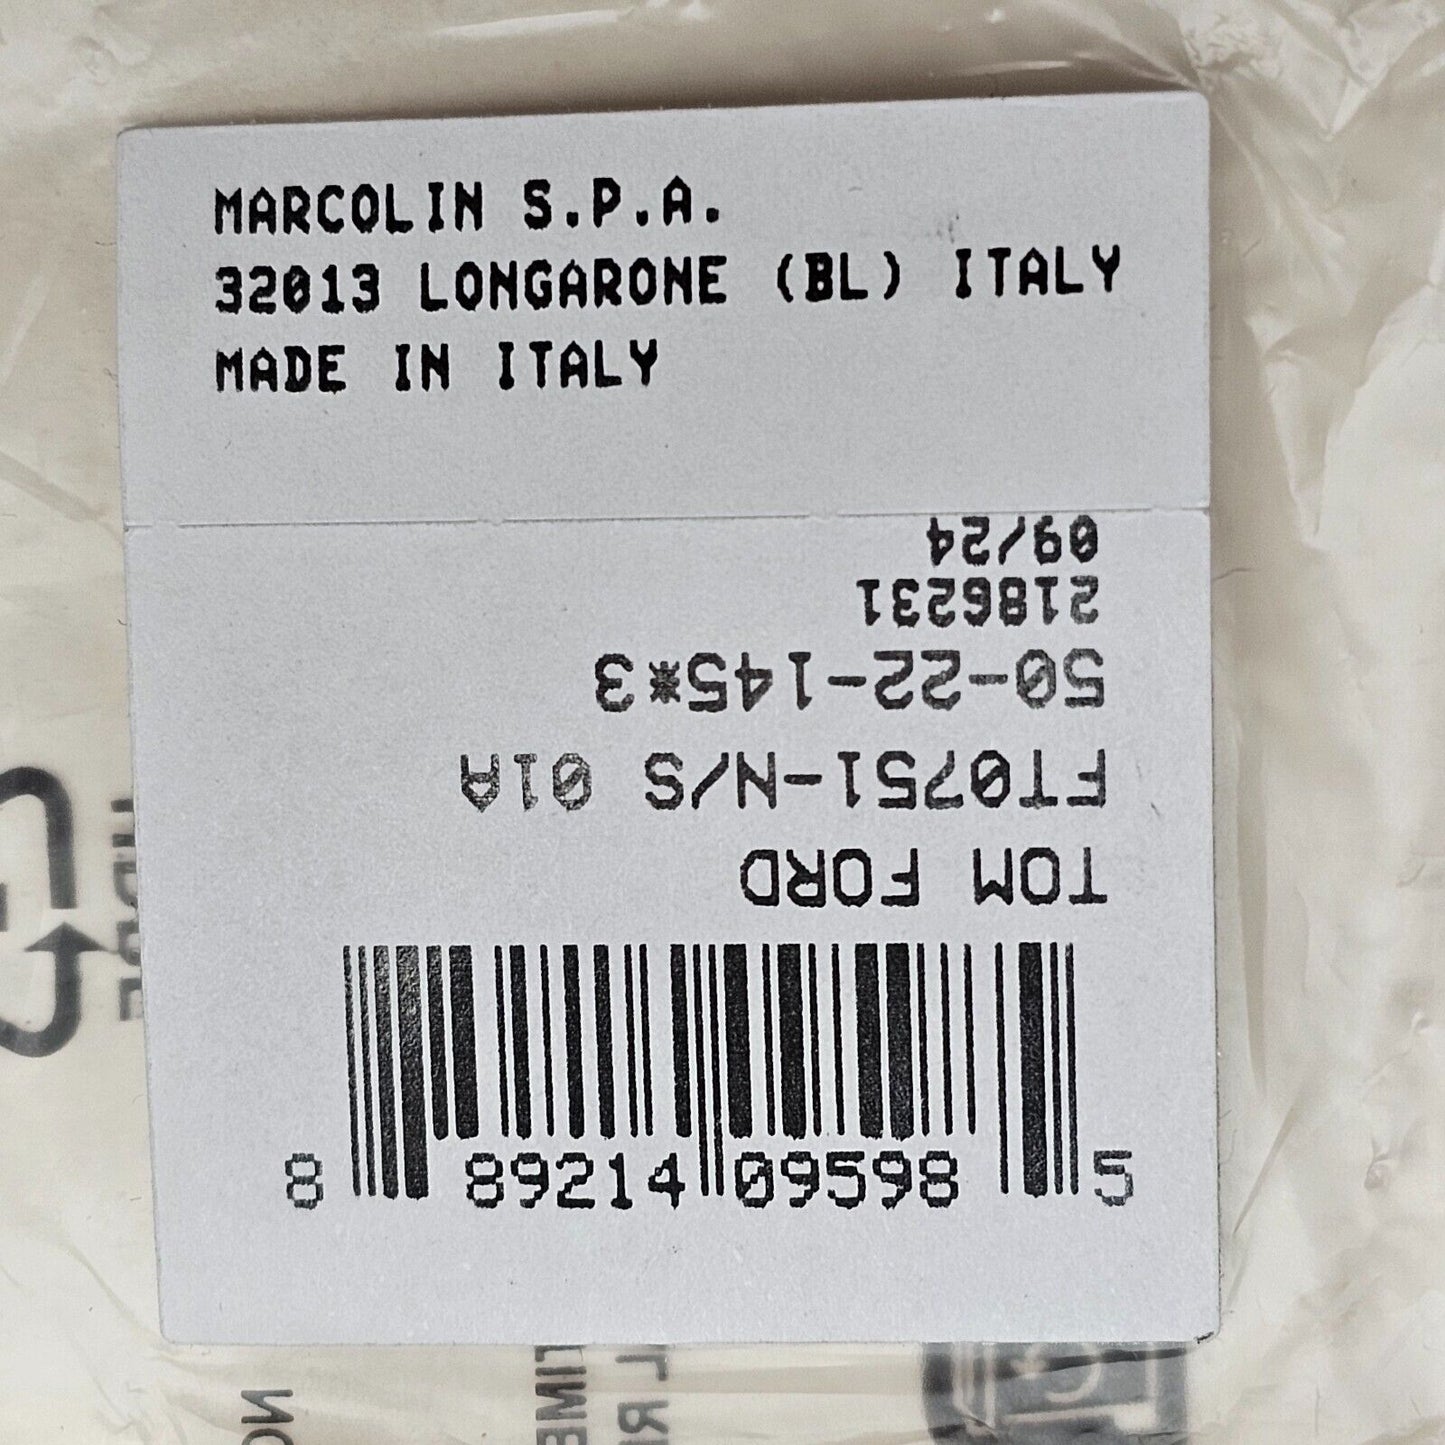 MARCOLIN S.P.A.
32013 LONGARONE (BL) ITALY
MADE IN ITALY
TOM FORD
FT0751-N/S 01A
50-22-145*3
2186231
09/24
8 89214 09598 5